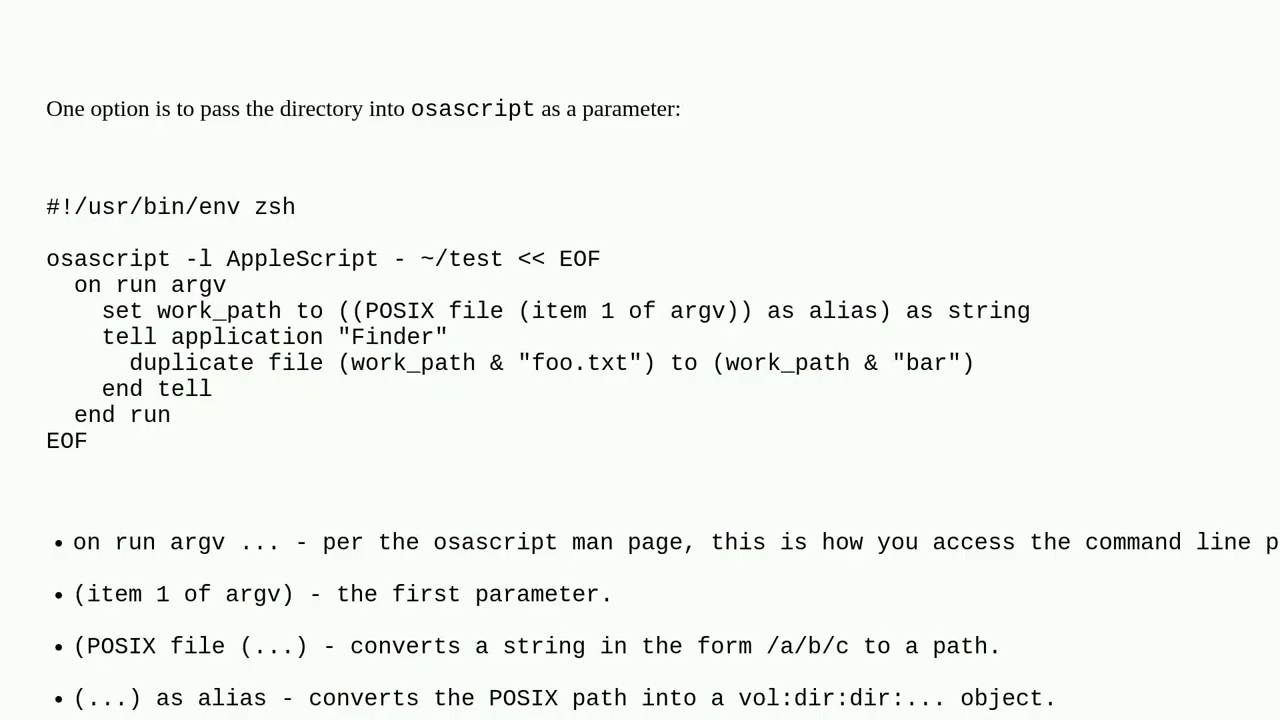 One option is to pass the directory into osascript as a parameter:
#!/usr/bin/env zsh
osascript -l AppleScript - ~/test << EOF
  on run argv
    set work_path to ((POSIX file (item 1 of argv)) as alias) as string
    tell application "Finder"
      duplicate file (work_path & "foo.txt") to (work_path & "bar")
    end tell
  end run
EOF
• on run argv ... - per the osascript man page, this is how you access the command line
• (item 1 of argv) - the first parameter.
• (POSIX file (...) - converts a string in the form /a/b/c to a path.
• (...) as alias - converts the POSIX path into a vol:dir:dir:... object.